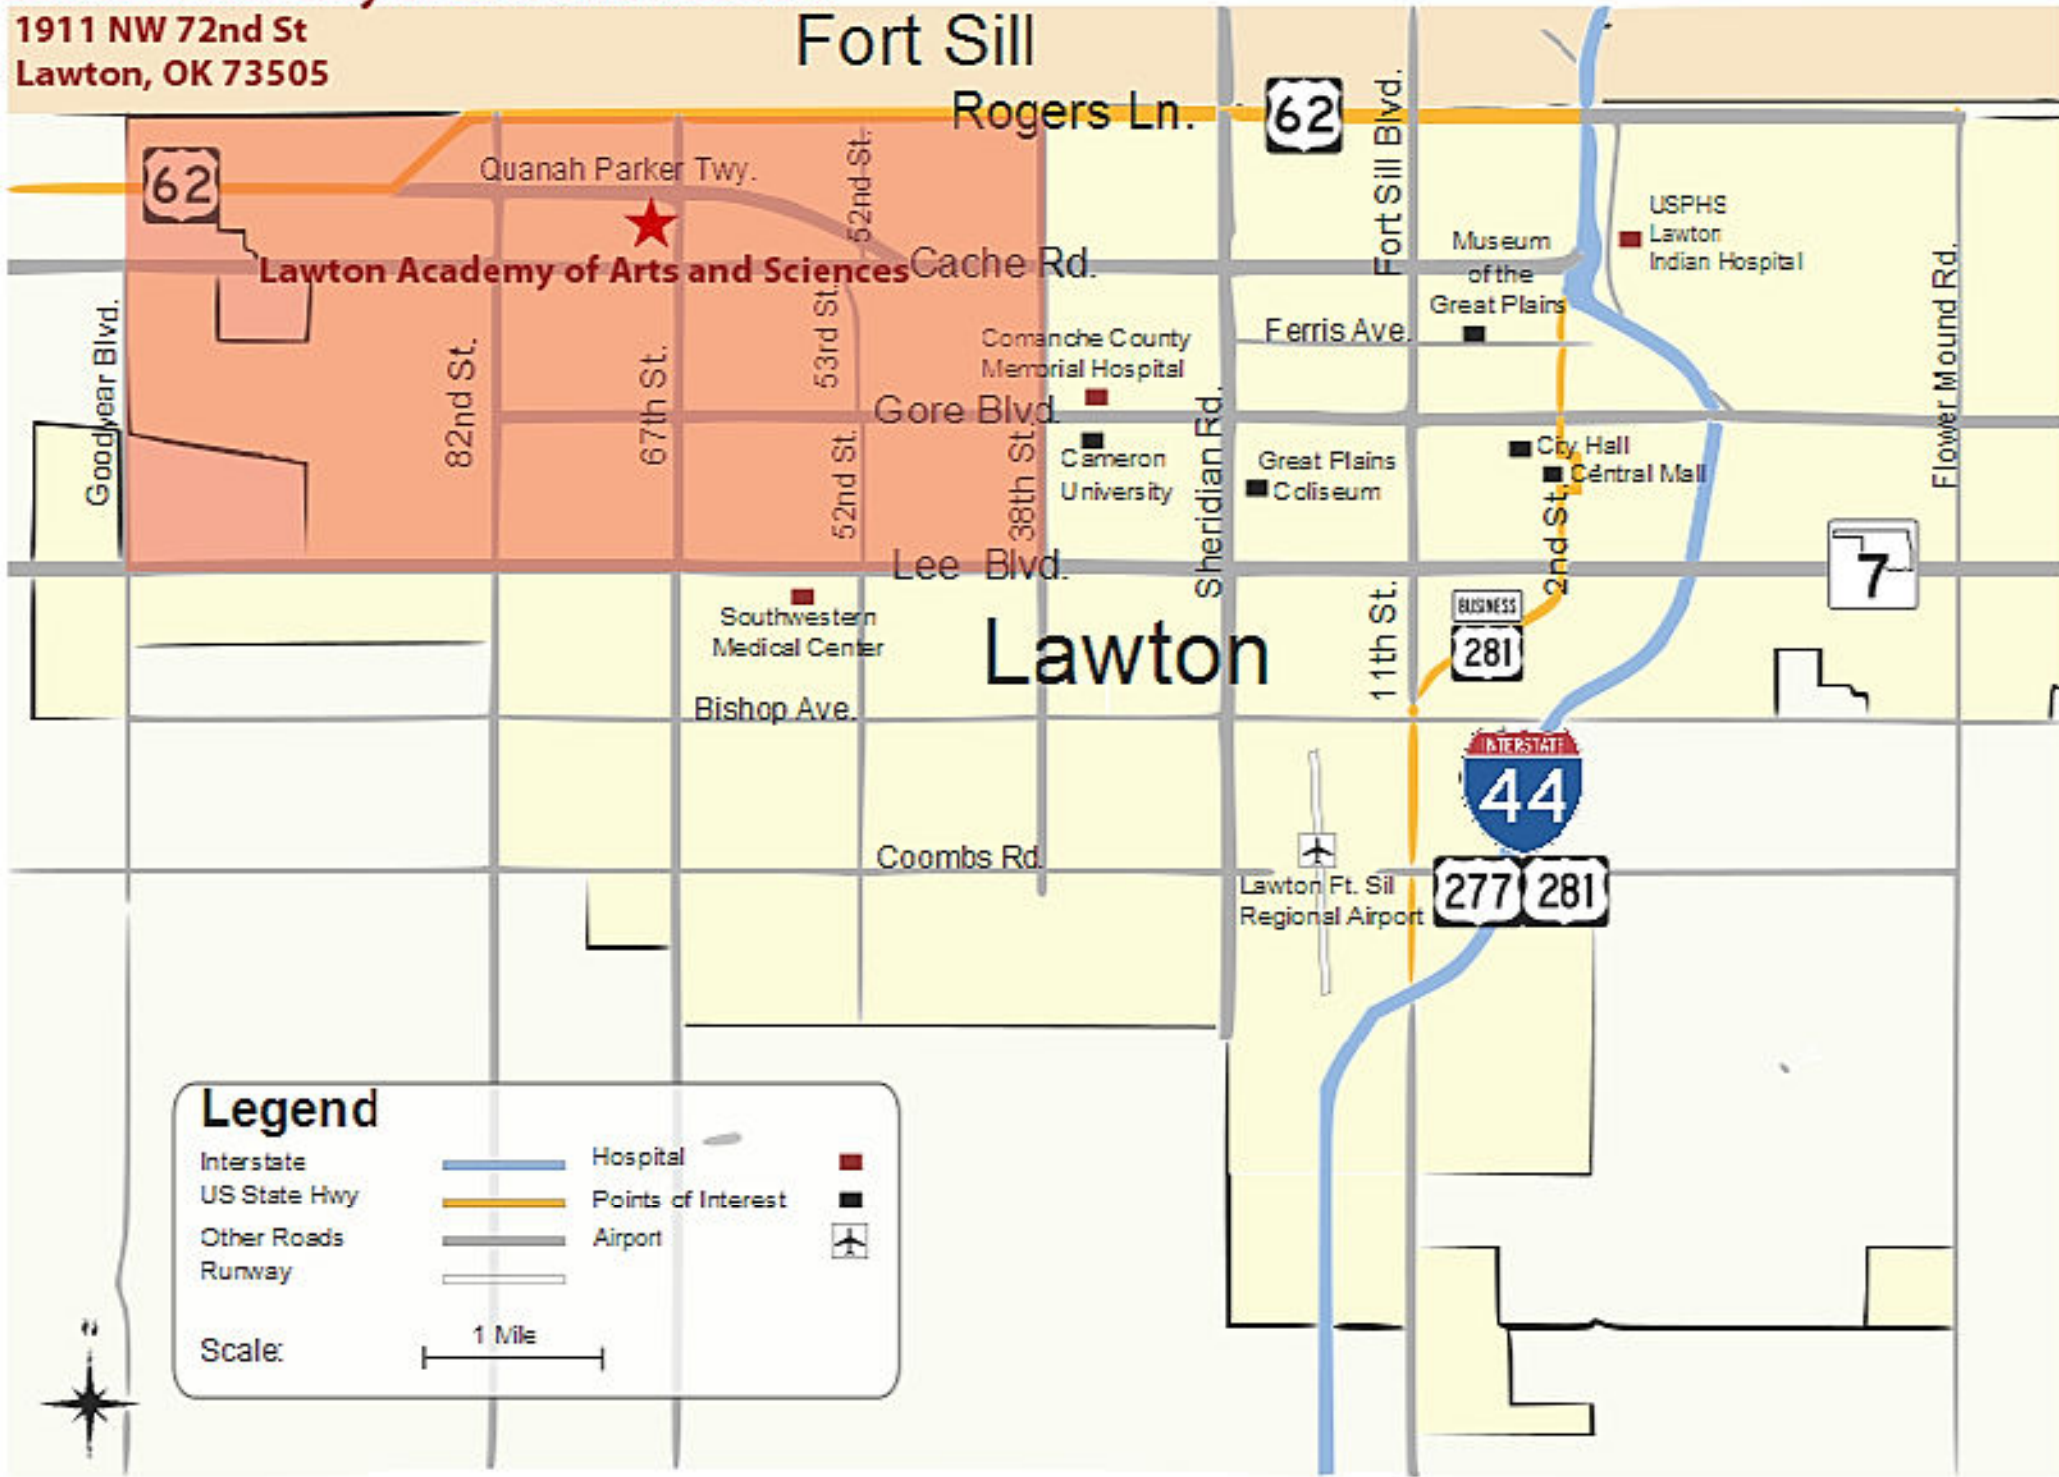 1911 NW 72nd St
Lawton, OK 73505
Fort Sill
Rogers Ln.
62
Fort Sill Blvd.
62
Quanah Parker Twy.
52nd St.
USPHS
Lawton
Indian Hospital
Museum
of the
Great Plains
Lawton Academy of Arts and Sciences
Cache Rd.
Flower Mound Rd.
Goodyear Blvd.
53rd St.
Ferris Ave.
Comanche County
Memorial Hospital
82nd St.
67th St.
Gore Blvd.
52nd St.
38th St.
Cameron
University
Sheridian Rd.
Great Plains
Coliseum
City Hall
Central Mall
2nd St.
7
Lee Blvd.
Southwestern
Medical Center
Lawton
11th St.
BUSINESS
281
Bishop Ave.
INTERSTATE
44
Coombs Rd.
Lawton Ft. Sil
Regional Airport
277
281
Legend
Interstate
US State Hwy
Other Roads
Runway
Hospital
Points of Interest
Airport
Scale:
1 Mile
N